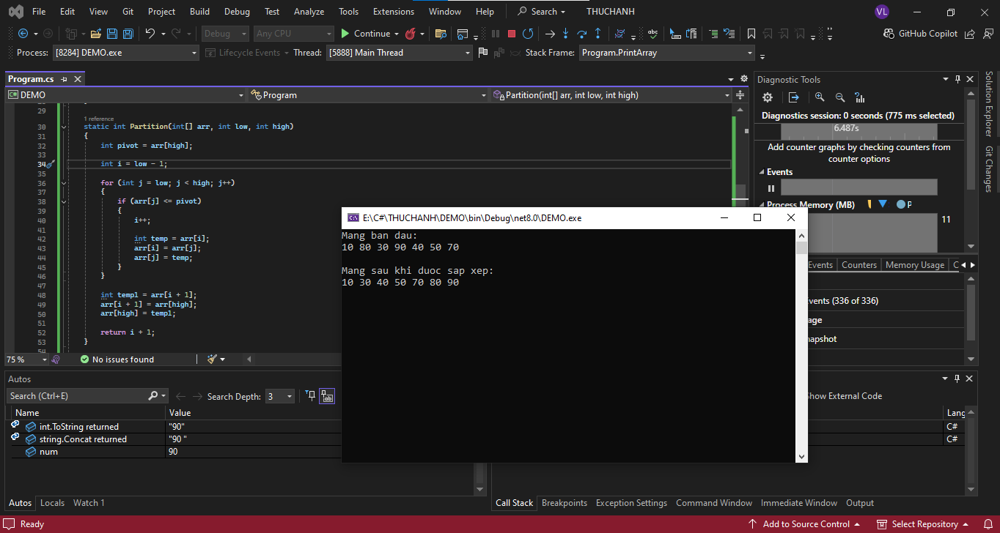 File Edit View Git Project Build Debug Test Analyze Tools Extensions Window Help Search THUCHANH VL
Debug Any CPU Continue GitHub Copilot
Process: [8284] DEMO.exe Lifecycle Events Thread: [5888] Main Thread Stack Frame: Program.PrintArray
Program.cs
C# DEMO Program Partition(int[] arr, int low, int high)
29
1 reference
30 static int Partition(int[] arr, int low, int high)
31 {
32 int pivot = arr[high];
33
34 int i = low - 1;
35
36 for (int j = low; j < high; j++)
37 {
38 if (arr[j] <= pivot)
39 {
40 i++;
41
42 int temp = arr[i];
43 arr[i] = arr[j];
44 arr[j] = temp;
45 }
46 }
47
48 int temp1 = arr[i + 1];
49 arr[i + 1] = arr[high];
50 arr[high] = temp1;
51
52 return i + 1;
53 }
54
75 % No issues found
Diagnostic Tools
Diagnostics session: 0 seconds (775 ms selected)
6.487s
Add counter graphs by checking counters from
counter options
Events
Process Memory (MB) P
11
Events Counters Memory Usage C
vents (336 of 336)
age
napshot
Solution Explorer
Git Changes
E:\C#\THUCHANH\DEMO\bin\Debug\net8.0\DEMO.exe
Mang ban dau:
10 80 30 90 40 50 70
Mang sau khi duoc sap xep:
10 30 40 50 70 80 90
Autos
Search (Ctrl+E) Search Depth: 3
Name Value
int.ToString returned "90"
string.Concat returned "90 "
num 90
Autos Locals Watch 1
Show External Code
Lang
C#
C#
Call Stack Breakpoints Exception Settings Command Window Immediate Window Output
Ready Add to Source Control Select Repository